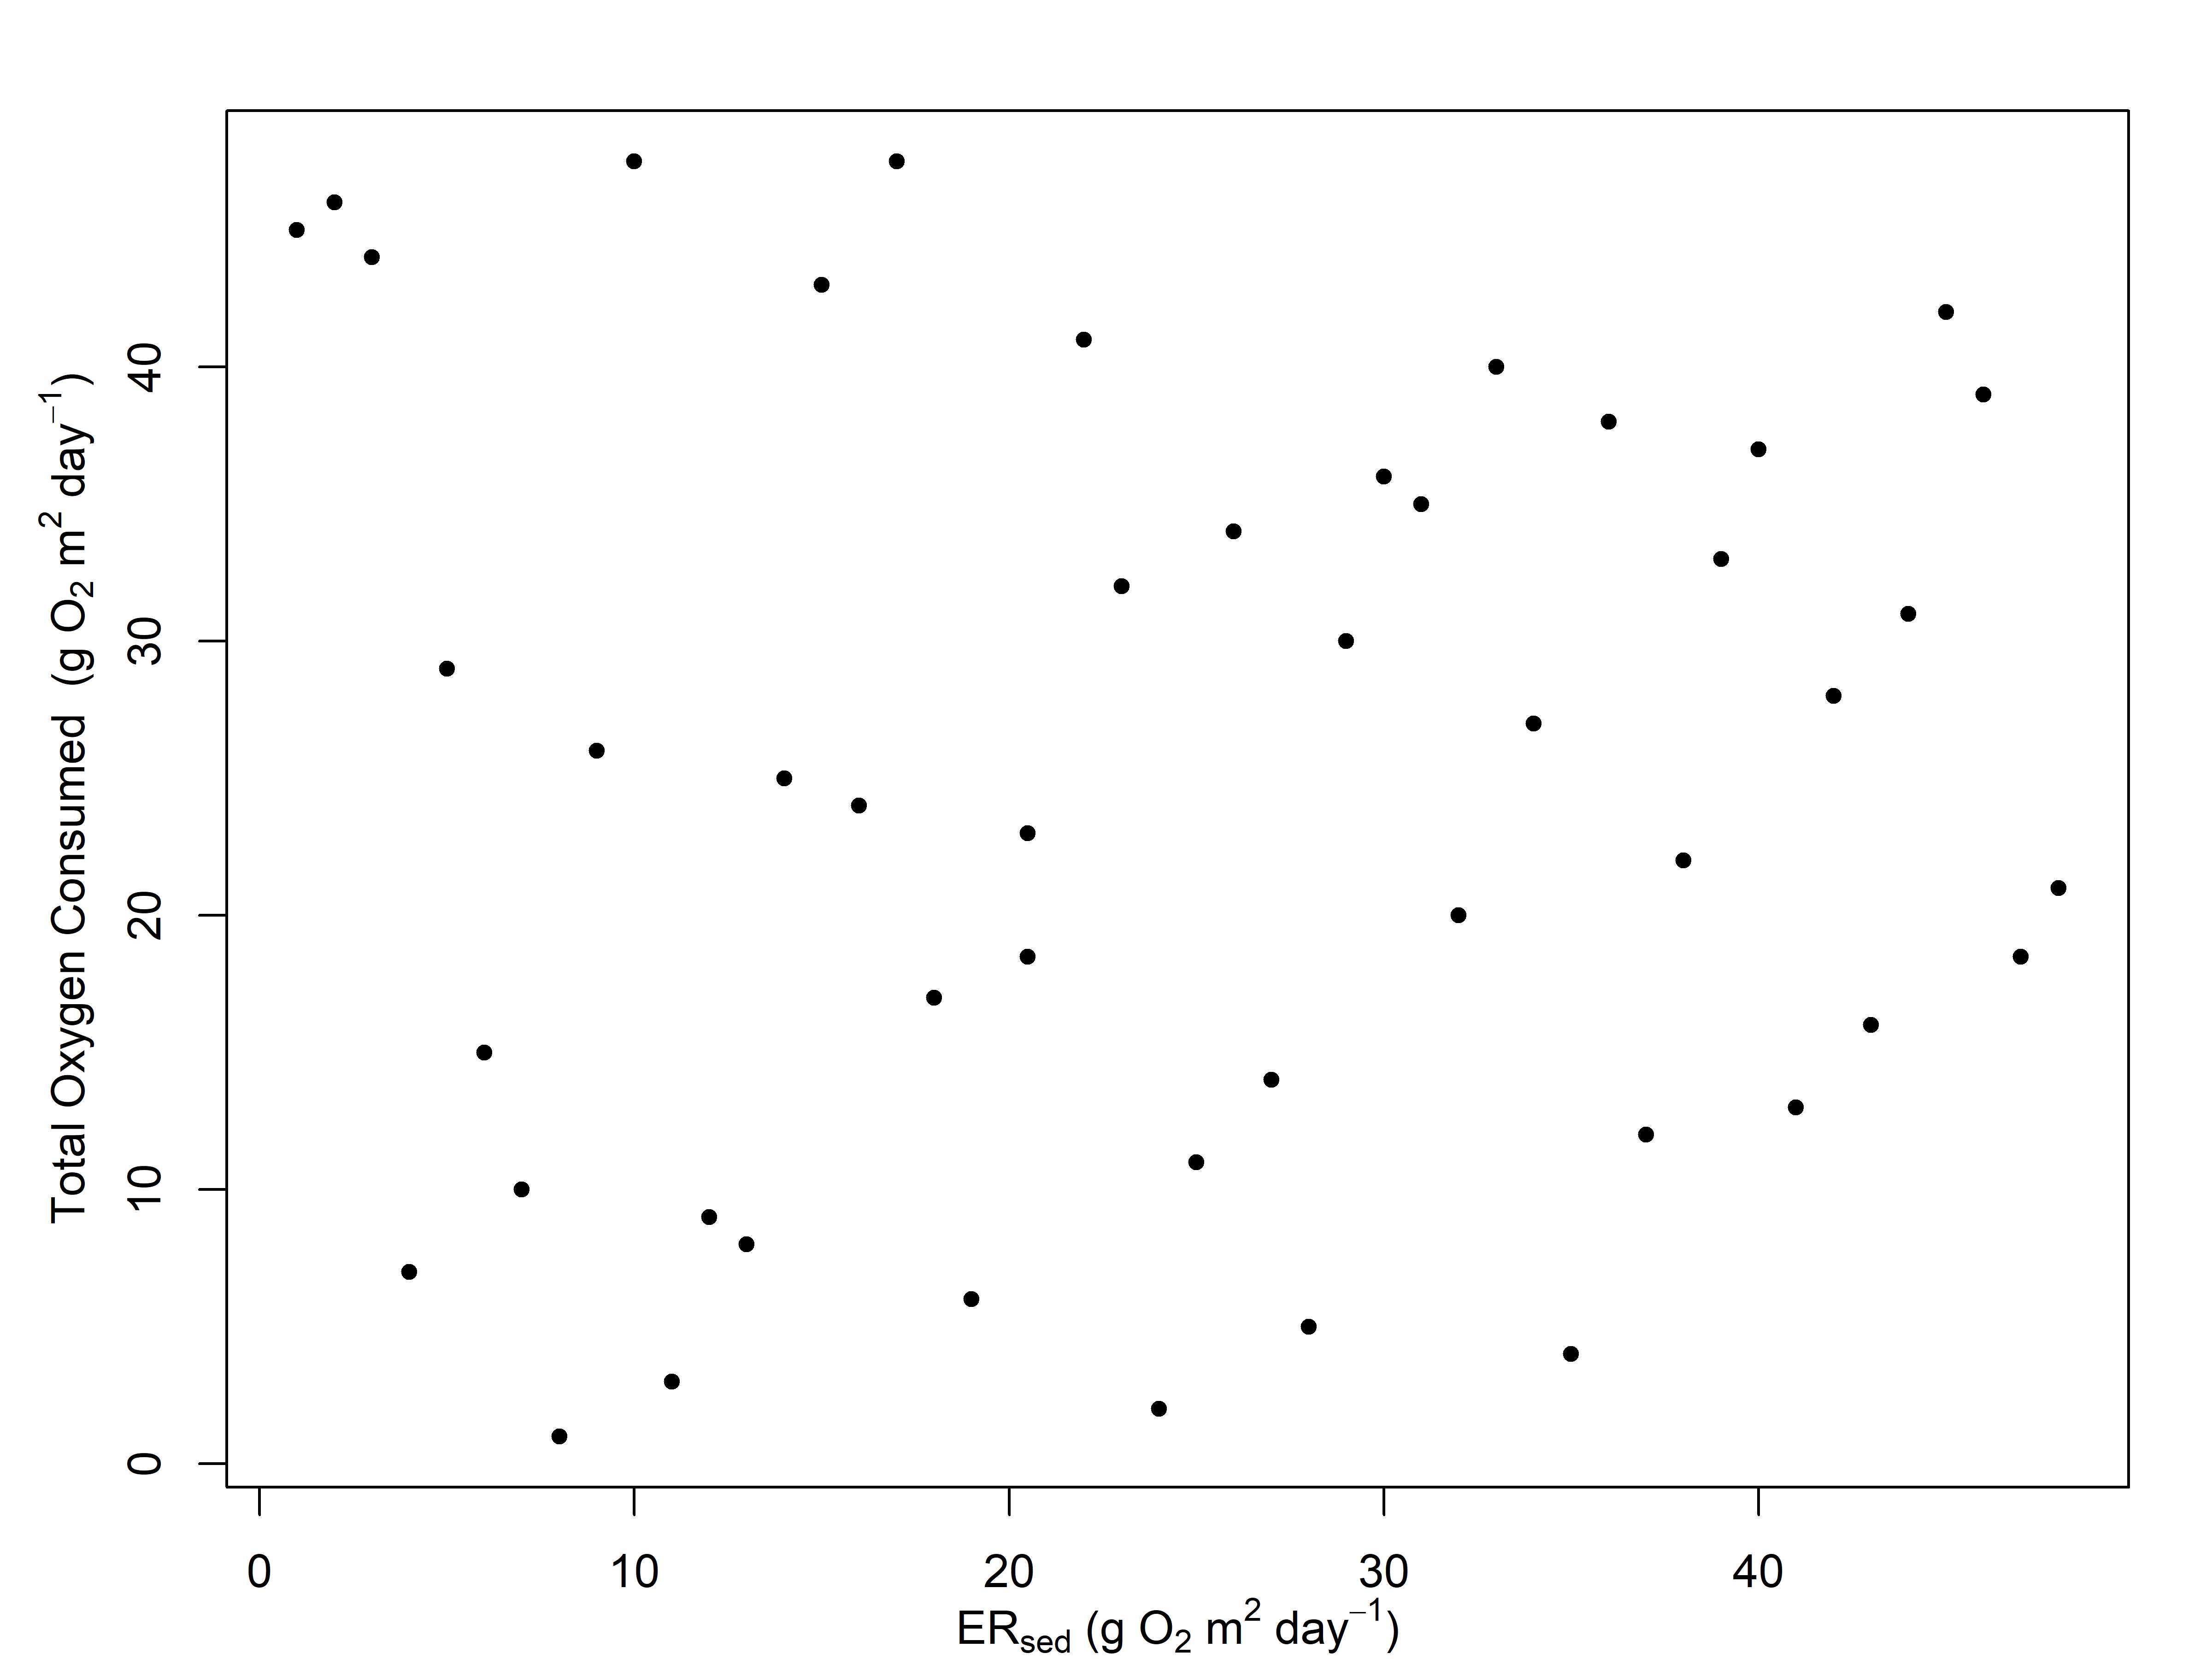 Total Oxygen Consumed (g O₂ m² day⁻¹)
40
30
20
10
0
0 10 20 30 40
ERsed (g O₂ m² day⁻¹)